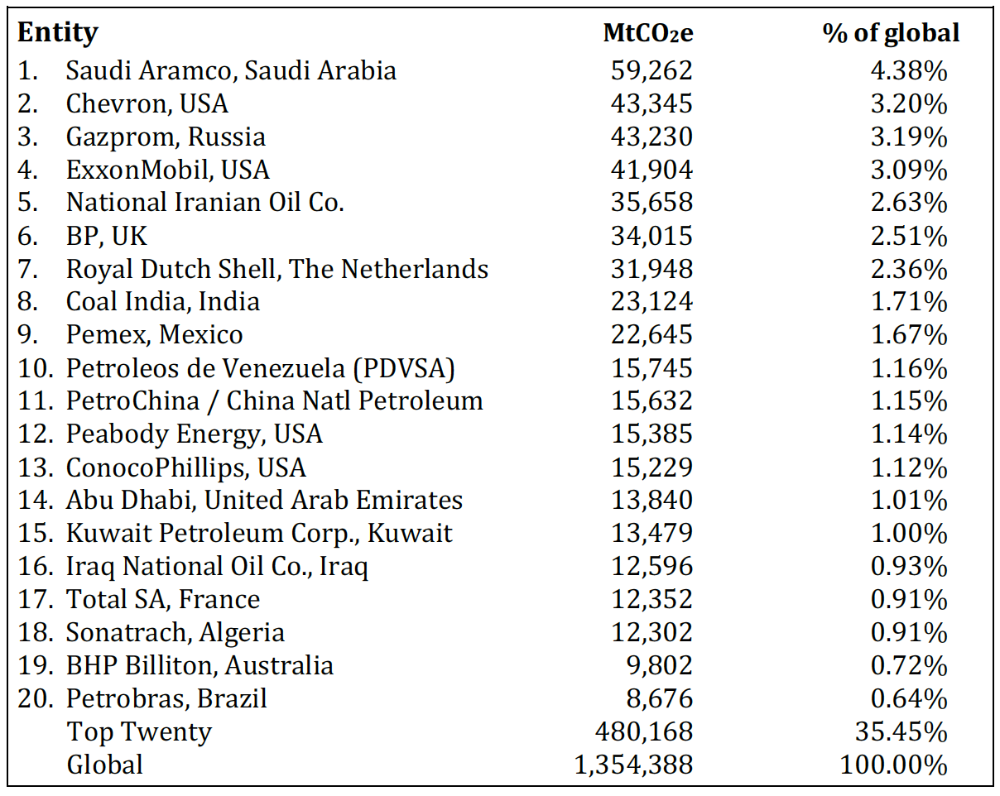 Entity MtCO₂e % of global
1. Saudi Aramco, Saudi Arabia 59,262 4.38%
2. Chevron, USA 43,345 3.20%
3. Gazprom, Russia 43,230 3.19%
4. ExxonMobil, USA 41,904 3.09%
5. National Iranian Oil Co. 35,658 2.63%
6. BP, UK 34,015 2.51%
7. Royal Dutch Shell, The Netherlands 31,948 2.36%
8. Coal India, India 23,124 1.71%
9. Pemex, Mexico 22,645 1.67%
10. Petroleos de Venezuela (PDVSA) 15,745 1.16%
11. PetroChina / China Natl Petroleum 15,632 1.15%
12. Peabody Energy, USA 15,385 1.14%
13. ConocoPhillips, USA 15,229 1.12%
14. Abu Dhabi, United Arab Emirates 13,840 1.01%
15. Kuwait Petroleum Corp., Kuwait 13,479 1.00%
16. Iraq National Oil Co., Iraq 12,596 0.93%
17. Total SA, France 12,352 0.91%
18. Sonatrach, Algeria 12,302 0.91%
19. BHP Billiton, Australia 9,802 0.72%
20. Petrobras, Brazil 8,676 0.64%
Top Twenty 480,168 35.45%
Global 1,354,388 100.00%